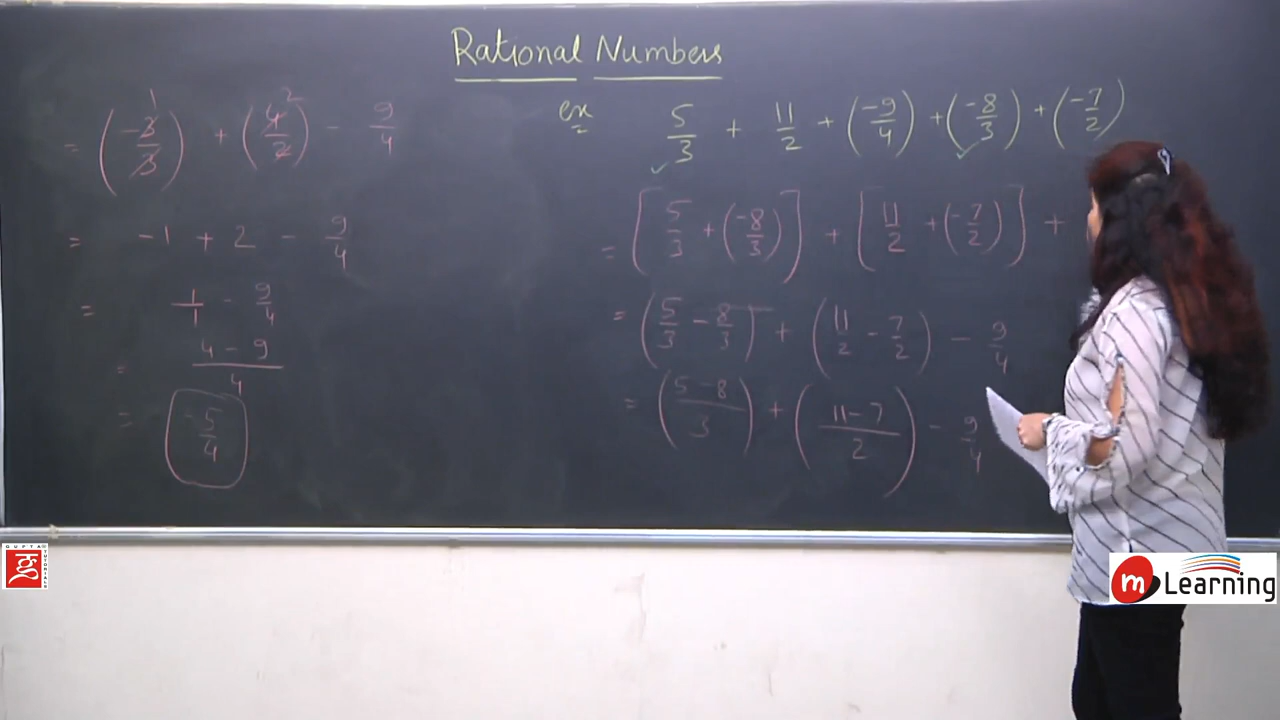 Rational Numbers
ex 5/3 + 11/2 + (-9/4) + (-8/3) + (-7/2)
= [5/3 + (-8/3)] + [11/2 + (-7/2)] +
= (5/3 - 8/3) + (11/2 - 7/2) - 9/4
= (5-8/3) + (11-7/2) - 9/4
= (-3/3) + (4/2) - 9/4
= -1 + 2 - 9/4
= 1/1 - 9/4
= 4-9/4
= -5/4
GUPTA TUTORIALS
m Learning